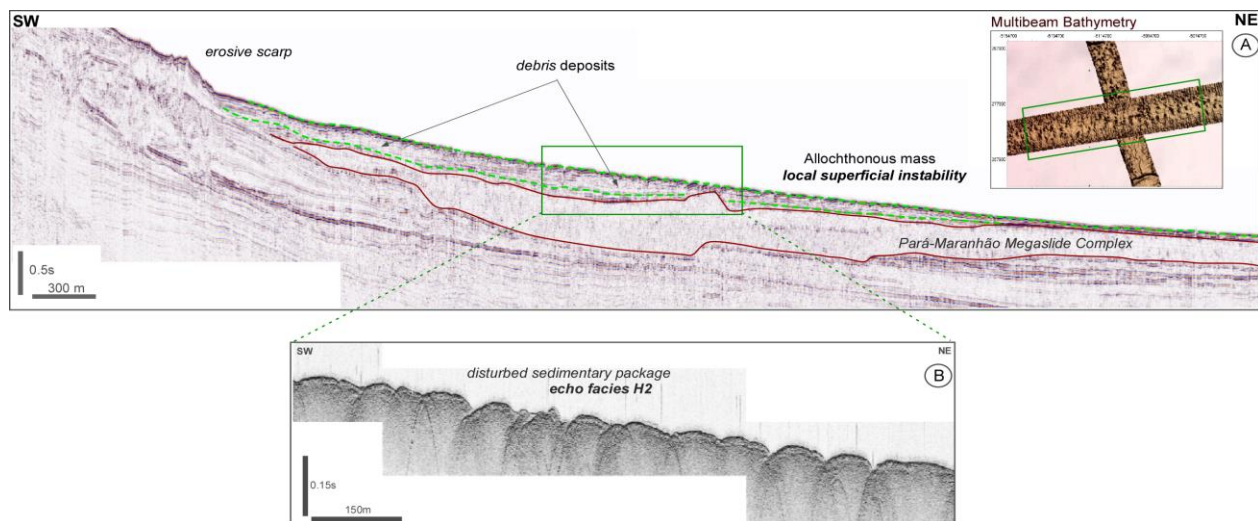 SW
erosive scarp
debris deposits
Multibeam Bathymetry
NE
A
Allochthonous mass
local superficial instability
Pará-Maranhão Megaslide Complex
0.5s
300 m
SW
NE
disturbed sedimentary package
echo facies H2
B
0.15s
150m